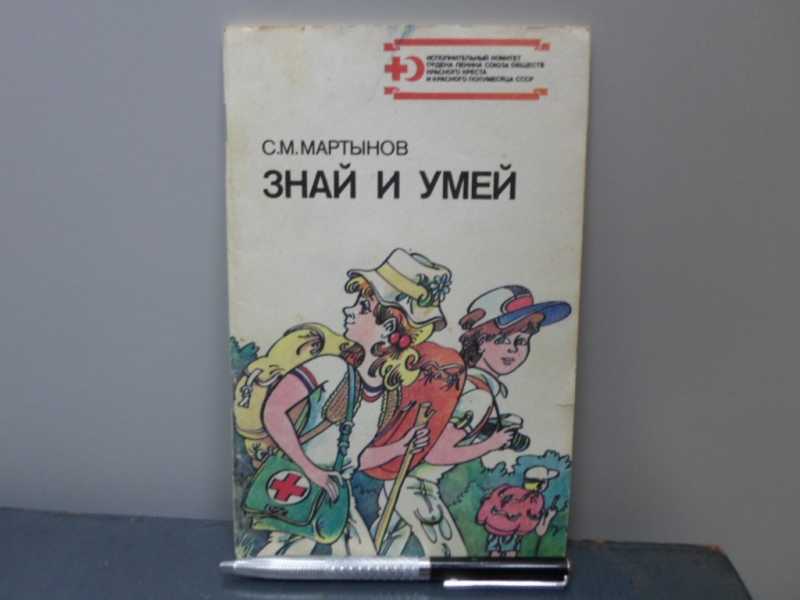 ИСПОЛНИТЕЛЬНЫЙ КОМИТЕТ
ОРДЕНА ЛЕНИНА СОЮЗА ОБЩЕСТВ
КРАСНОГО КРЕСТА
И КРАСНОГО ПОЛУМЕСЯЦА СССР
С.М.МАРТЫНОВ
ЗНАЙ И УМЕЙ